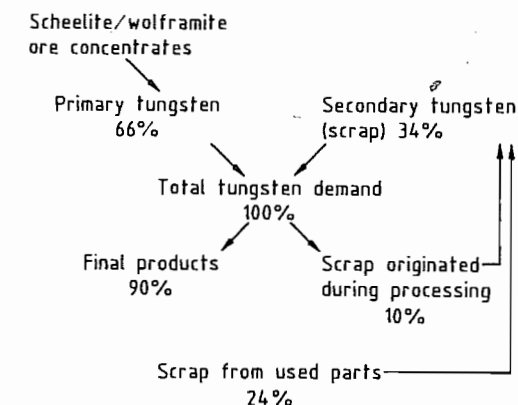 Scheelite/wolframite
ore concentrates
Primary tungsten
66%
Secondary tungsten
(scrap) 34%
Total tungsten demand
100%
Final products
90%
Scrap originated
during processing
10%
Scrap from used parts
24%